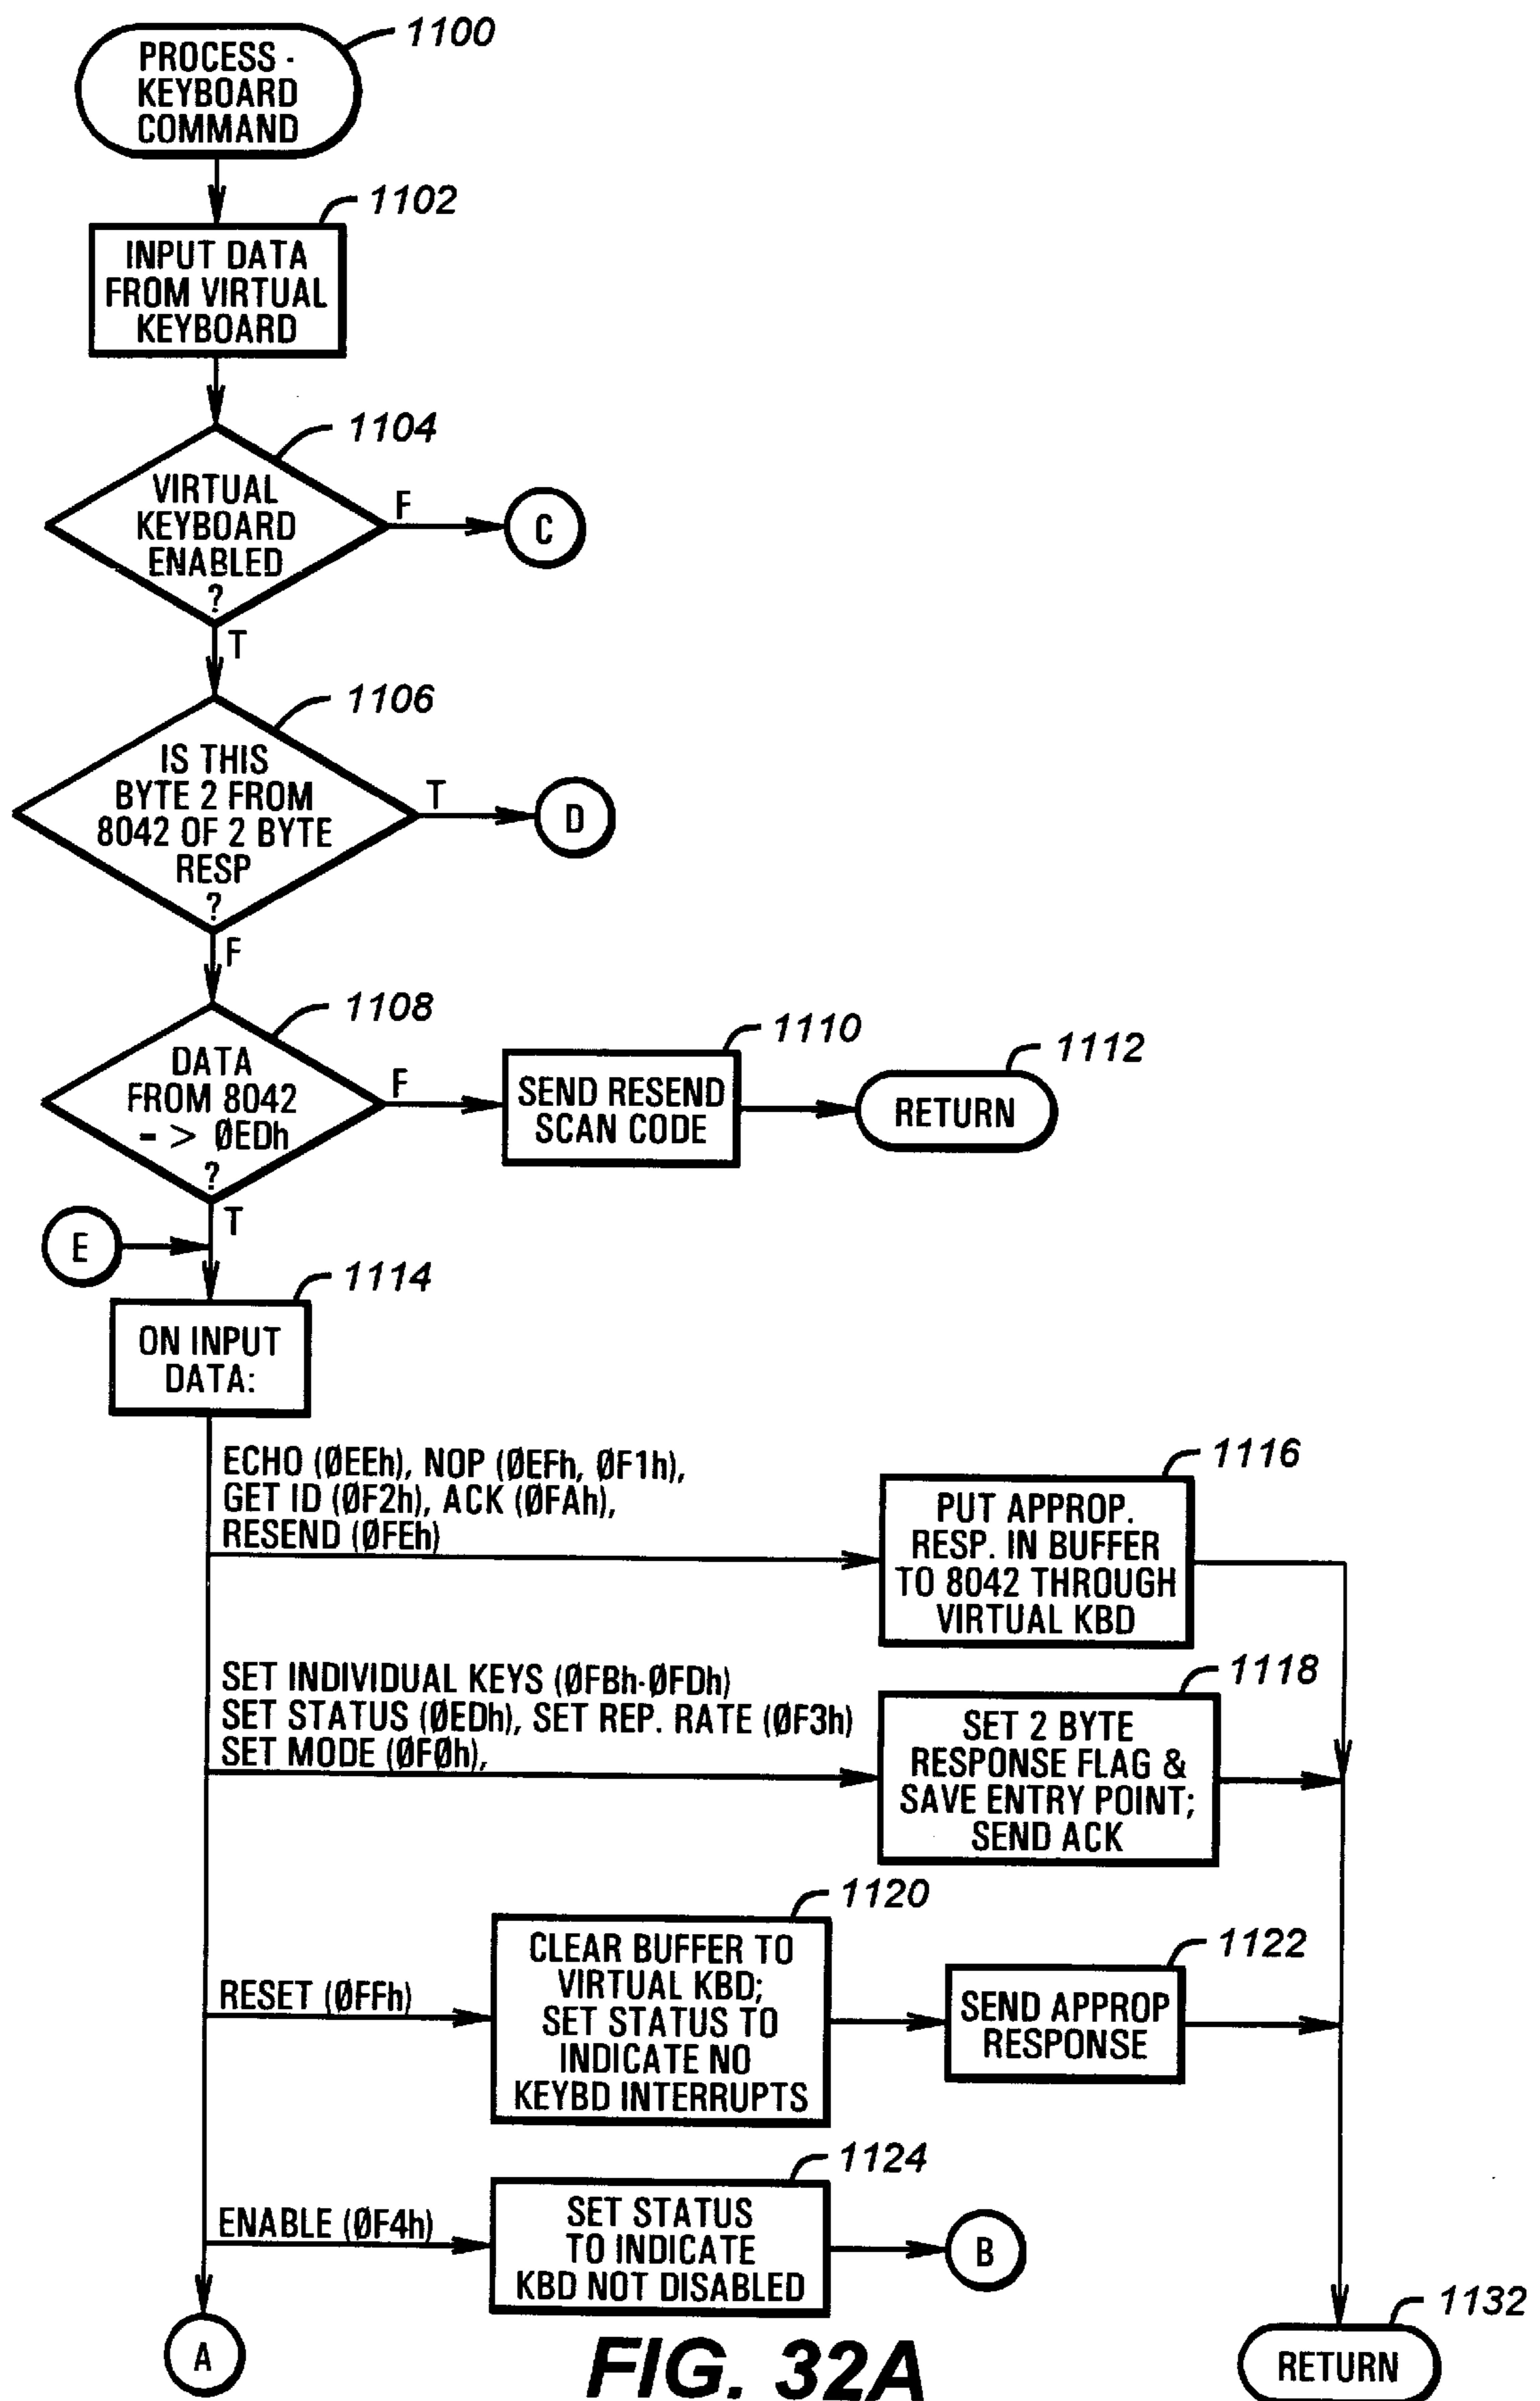 1100
PROCESS -
KEYBOARD
COMMAND
1102
INPUT DATA
FROM VIRTUAL
KEYBOARD
1104
VIRTUAL
KEYBOARD
ENABLED
?
F
C
T
1106
IS THIS
BYTE 2 FROM
8042 OF 2 BYTE
RESP
?
T
D
F
1108
DATA
FROM 8042
- > ØEDh
?
F
1110
SEND RESEND
SCAN CODE
1112
RETURN
T
E
1114
ON INPUT
DATA:
ECHO (ØEEh), NOP (ØEFh, ØF1h),
GET ID (ØF2h), ACK (ØFAh),
RESEND (ØFEh)
1116
PUT APPROP.
RESP. IN BUFFER
TO 8042 THROUGH
VIRTUAL KBD
SET INDIVIDUAL KEYS (ØFBh-ØFDh)
SET STATUS (ØEDh), SET REP. RATE (ØF3h)
SET MODE (ØFØh),
1118
SET 2 BYTE
RESPONSE FLAG &
SAVE ENTRY POINT;
SEND ACK
RESET (ØFFh)
1120
CLEAR BUFFER TO
VIRTUAL KBD;
SET STATUS TO
INDICATE NO
KEYBD INTERRUPTS
1122
SEND APPROP
RESPONSE
ENABLE (ØF4h)
1124
SET STATUS
TO INDICATE
KBD NOT DISABLED
B
A
1132
RETURN
FIG. 32A